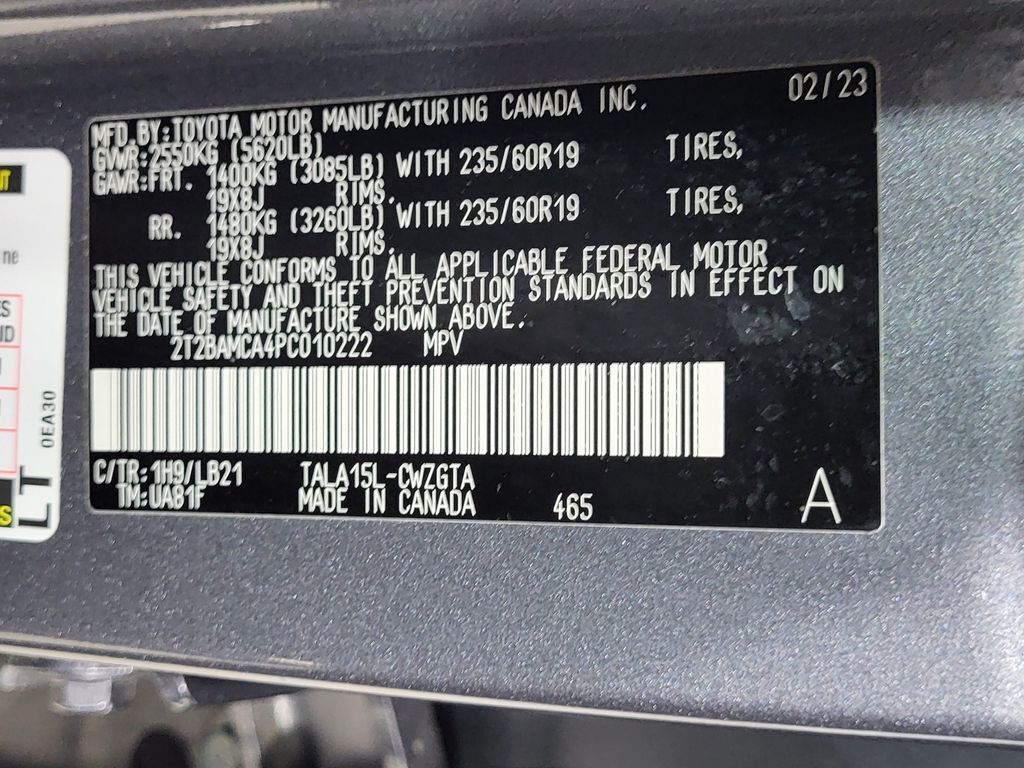 02/23
MFD.BY:TOYOTA MOTOR MANUFACTURING CANADA INC.
GVWR:2550KG (5620LB)
GAWR:FRT. 1400KG (3085LB) WITH 235/60R19 TIRES,
19X8J RIMS.
RR. 1480KG (3260LB) WITH 235/60R19 TIRES,
19X8J RIMS.
THIS VEHICLE CONFORMS TO ALL APPLICABLE FEDERAL MOTOR
VEHICLE SAFETY AND THEFT PREVENTION STANDARDS IN EFFECT ON
THE DATE OF MANUFACTURE SHOWN ABOVE.
2T2BAMCA4PC010222 MPV
C/TR:1H9/LB21 TALA15L-CWZGTA
TM:UA81F MADE IN CANADA 465
A
ne
ID
0EA30
LT